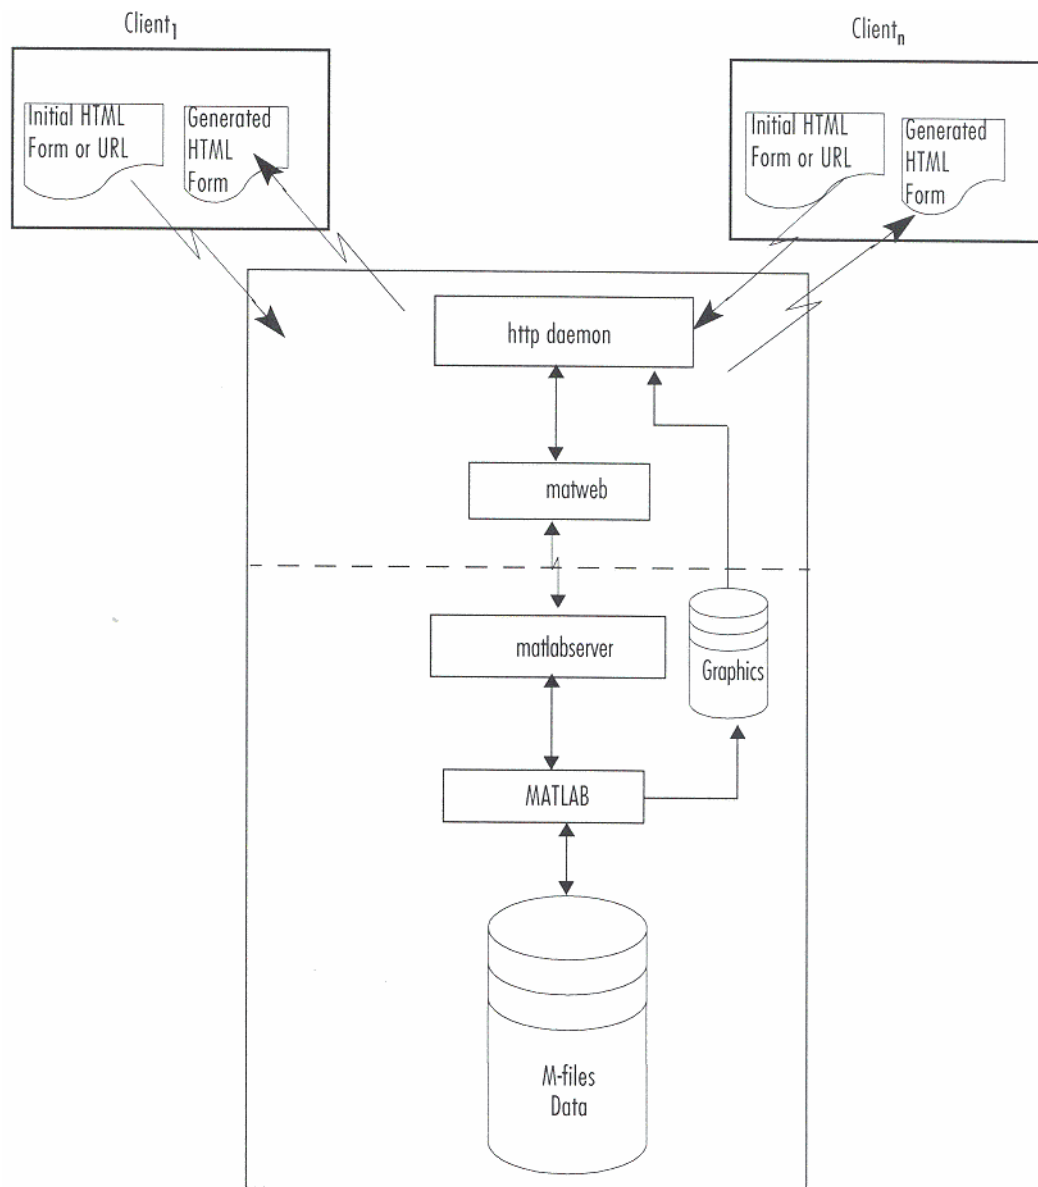 Client1
Clientn
Initial HTML
Form or URL
Generated
HTML
Form
Initial HTML
Form or URL
Generated
HTML
Form
http daemon
matweb
matlabserver
Graphics
MATLAB
M-files
Data